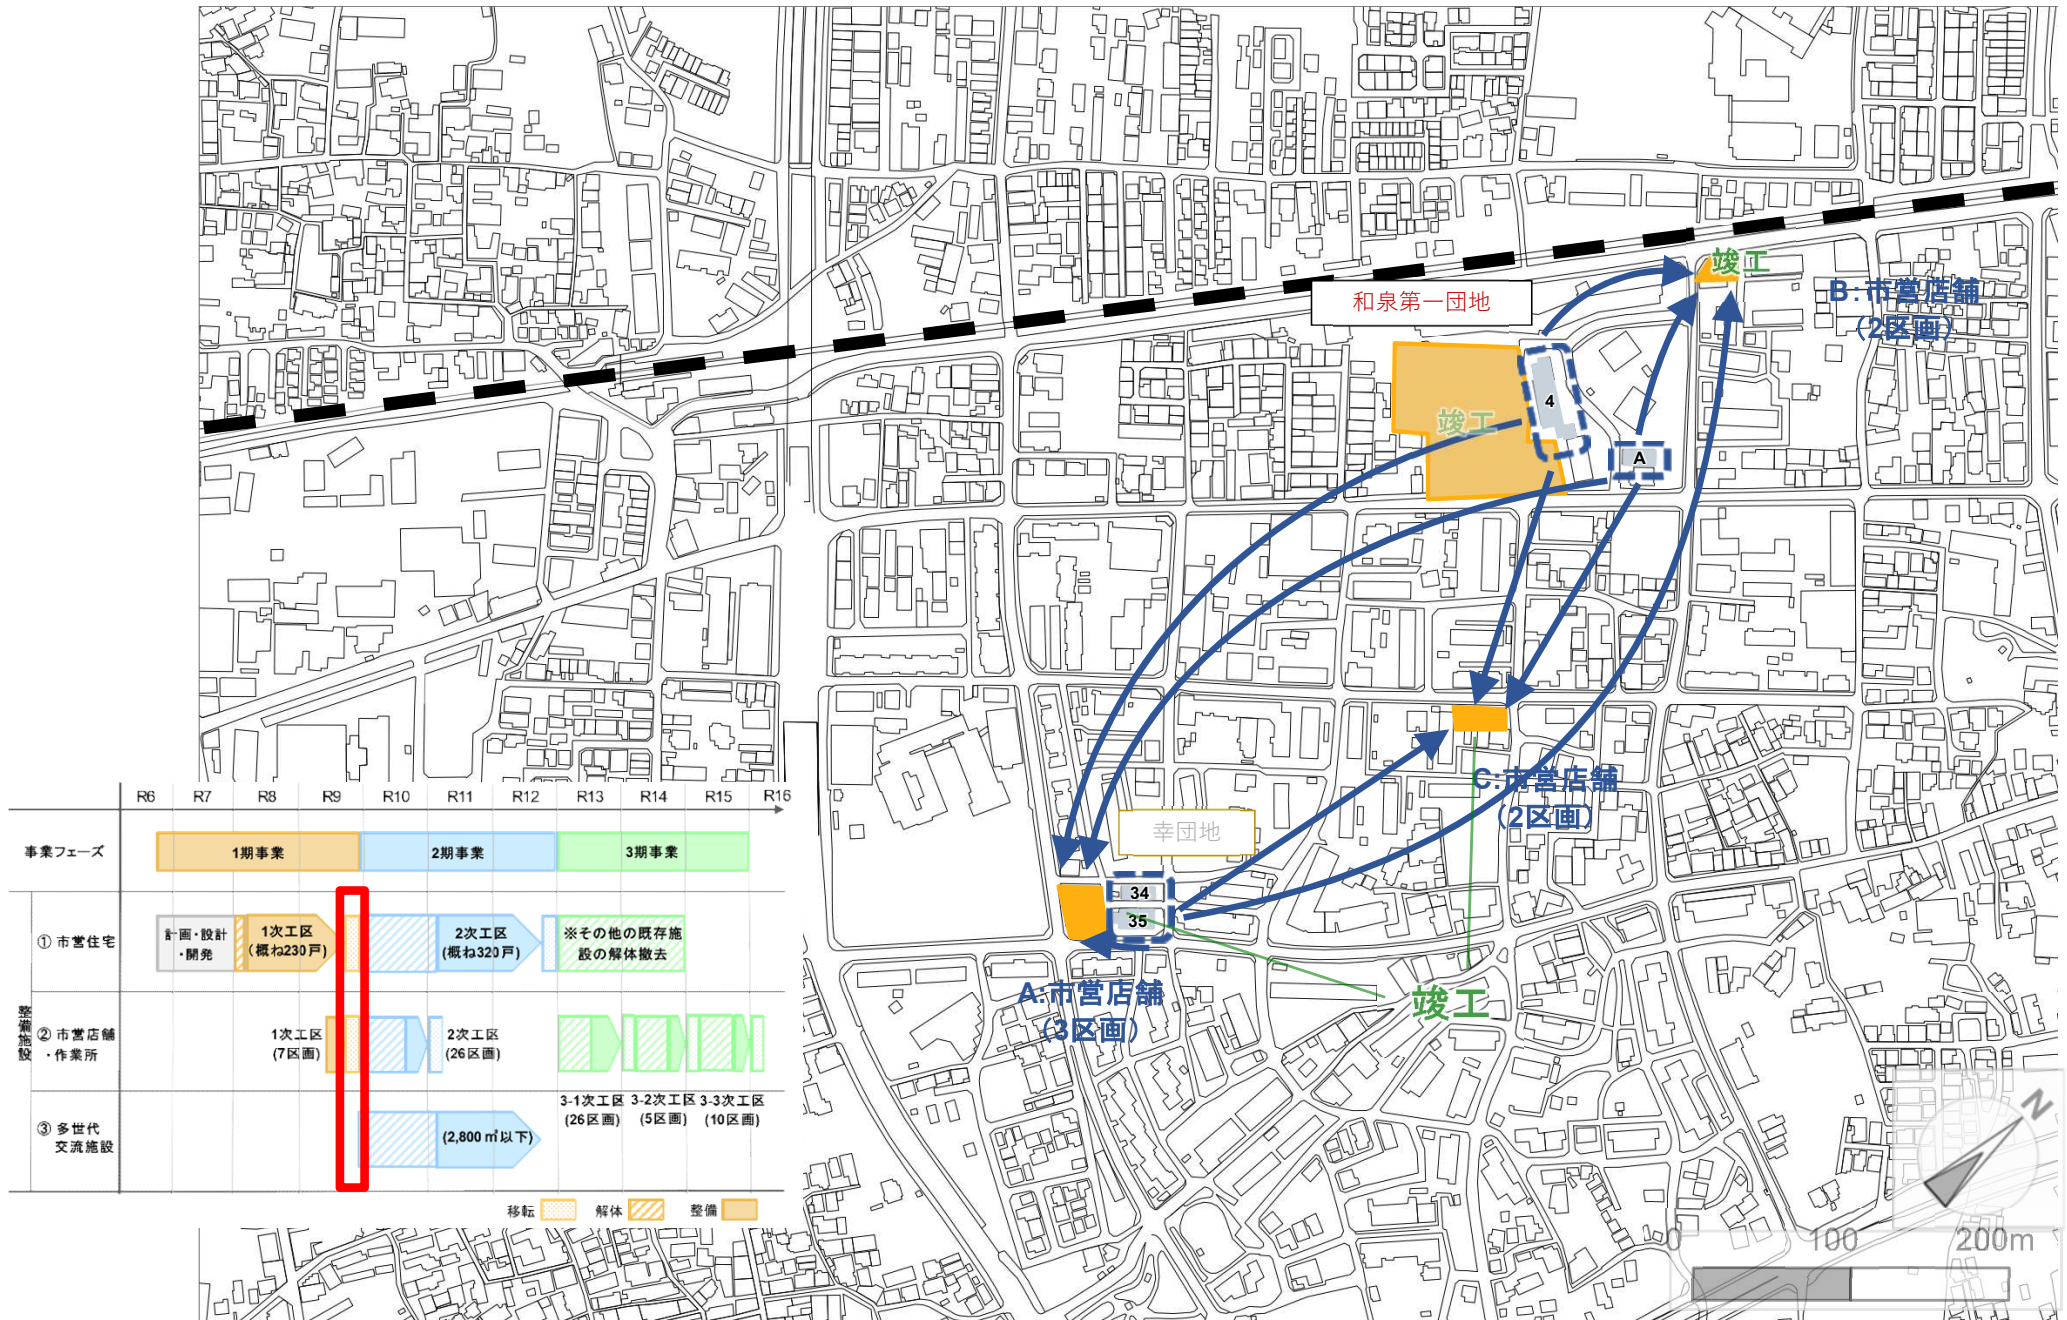 竣工
B:市営店舗
（2区画）
和泉第一団地
竣工
4
A
C:市営店舗
（2区画）
幸団地
34
35
A:市営店舗
（3区画）
竣工
R6 R7 R8 R9 R10 R11 R12 R13 R14 R15 R16
事業フェーズ
1期事業 2期事業 3期事業
整備施設
① 市営住宅
計画・設計
・開発
1次工区
(概ね230戸)
2次工区
(概ね320戸)
※その他の既存施
設の解体撤去
② 市営店舗
・作業所
1次工区
(7区画)
2次工区
(26区画)
3-1次工区 3-2次工区 3-3次工区
(26区画) (5区画) (10区画)
③ 多世代
交流施設
(2,800㎡以下)
移転 解体 整備
N
0 100 200m